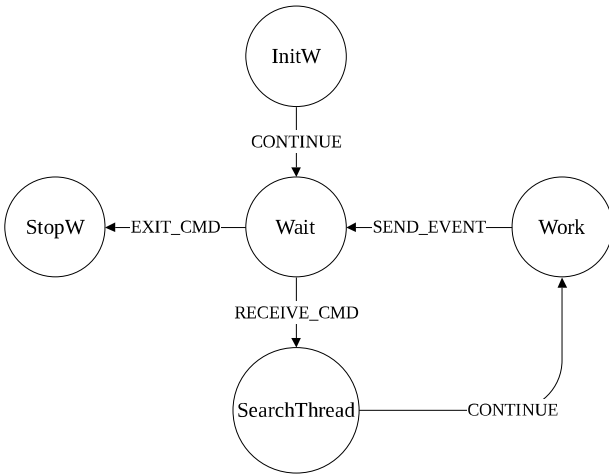 InitW
CONTINUE
StopW
EXIT_CMD
Wait
SEND_EVENT
Work
RECEIVE_CMD
SearchThread
CONTINUE